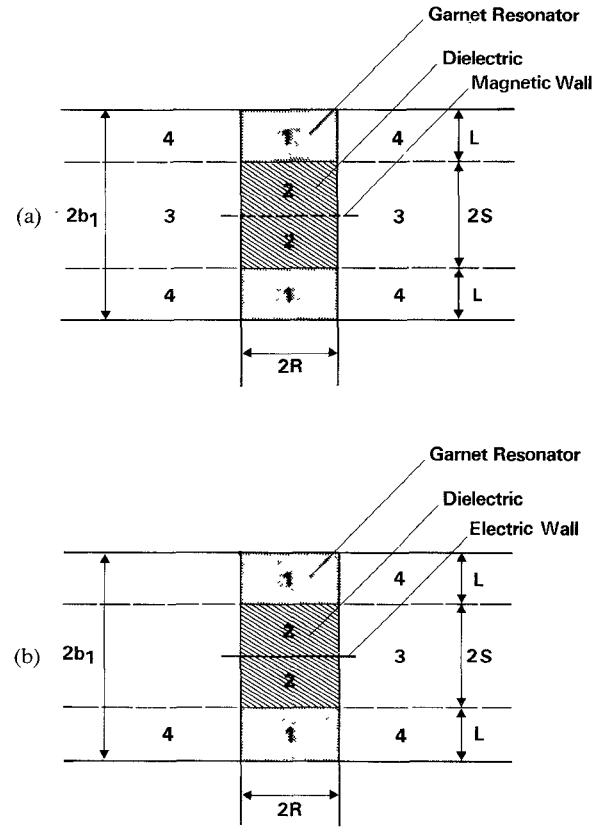 Garnet Resonator
Dielectric
Magnetic Wall
4 1 4 L
2
(a) 2b1 3 3 2S
2
4 1 4 L
2R
Garnet Resonator
Dielectric
Electric Wall
1 4 L
2
(b) 2b1 3 2S
2
4 1 4 L
2R